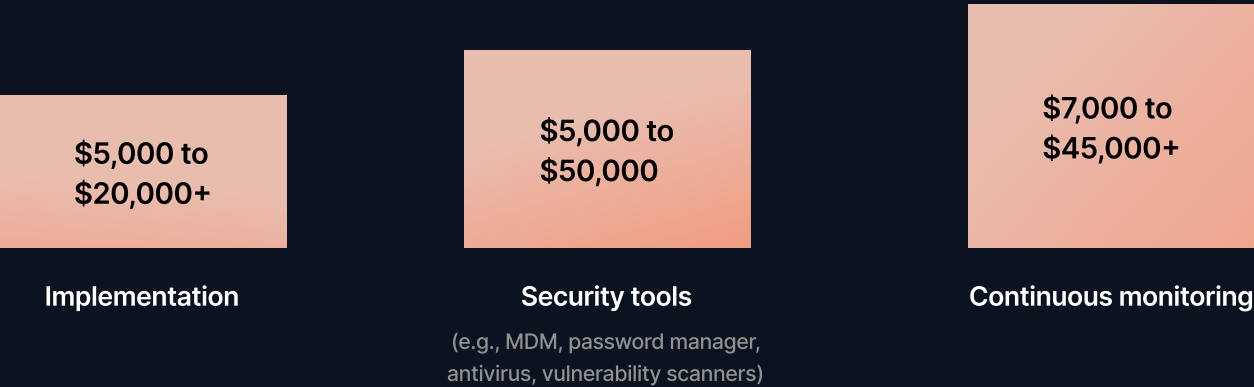 $5,000 to
$20,000+
Implementation
$5,000 to
$50,000
Security tools
(e.g., MDM, password manager,
antivirus, vulnerability scanners)
$7,000 to
$45,000+
Continuous monitoring